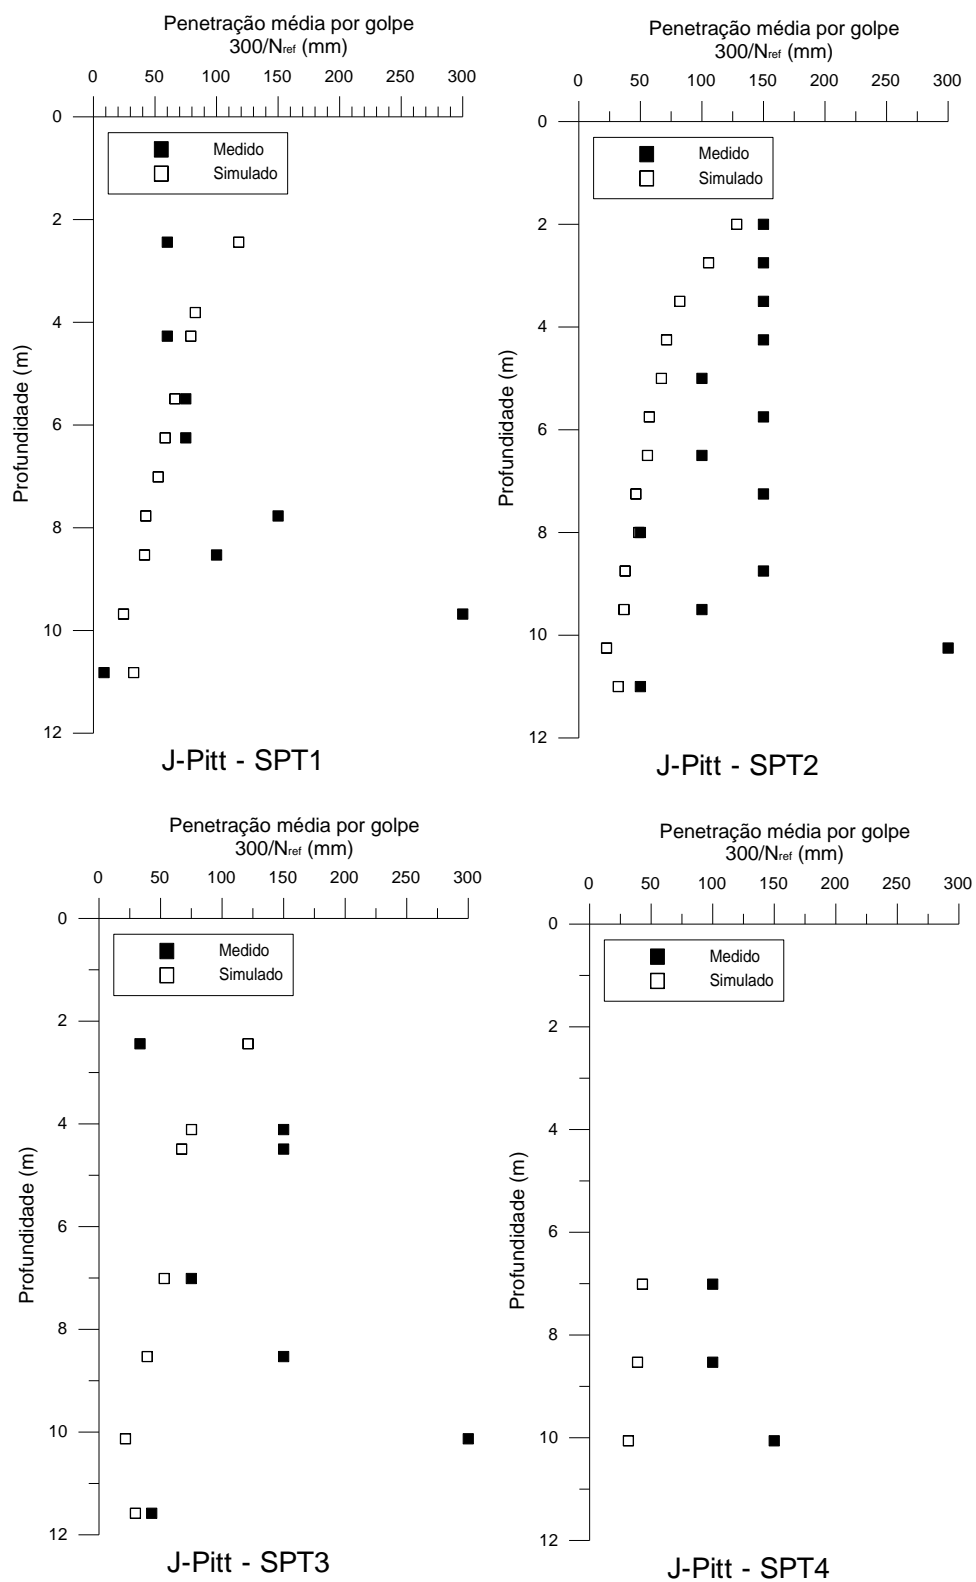 Penetração média por golpe
300/Nref (mm)
0 50 100 150 200 250 300
0
2
4
6
8
10
12
Profundidade (m)
Medido
Simulado
J-Pitt - SPT1
Penetração média por golpe
300/Nref (mm)
0 50 100 150 200 250 300
0
2
4
6
8
10
12
Profundidade (m)
Medido
Simulado
J-Pitt - SPT2
Penetração média por golpe
300/Nref (mm)
0 50 100 150 200 250 300
0
2
4
6
8
10
12
Profundidade (m)
Medido
Simulado
J-Pitt - SPT3
Penetração média por golpe
300/Nref (mm)
0 50 100 150 200 250 300
0
2
4
6
8
10
12
Profundidade (m)
Medido
Simulado
J-Pitt - SPT4